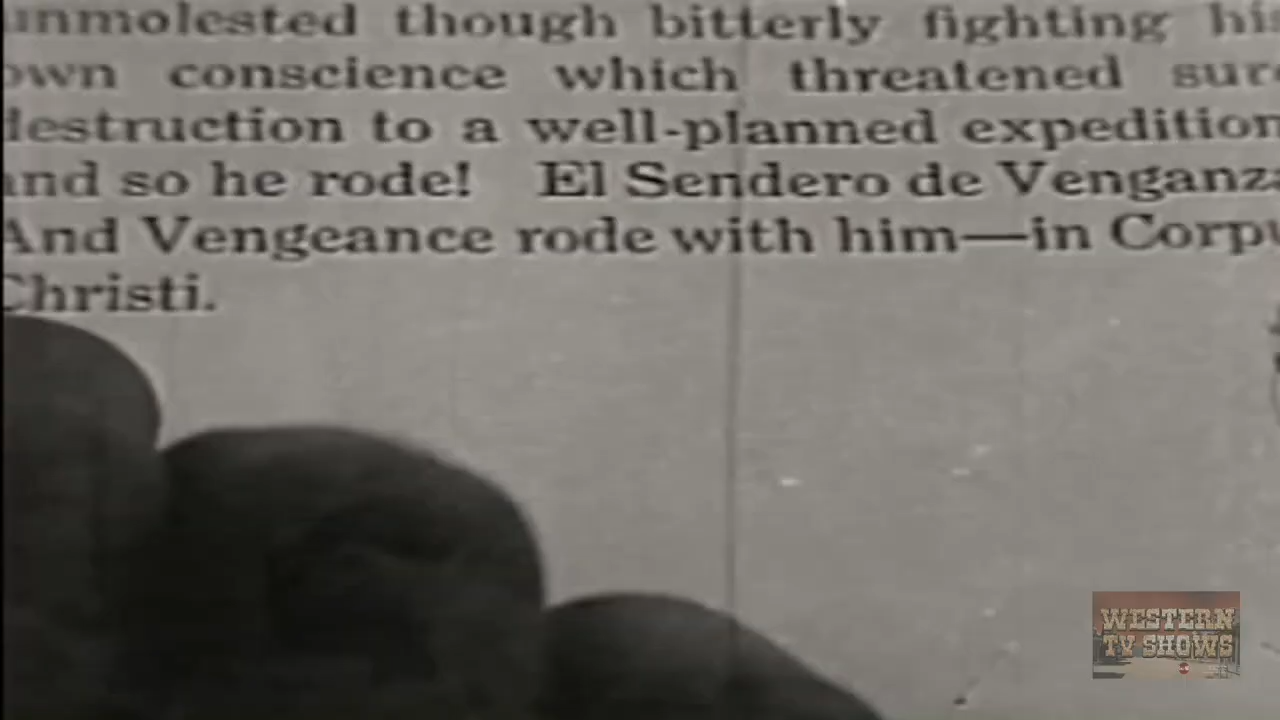 unmolested though bitterly fighting his
own conscience which threatened sure
destruction to a well-planned expedition
and so he rode! El Sendero de Venganza
And Vengeance rode with him—in Corpu
Christi.
WESTERN
TV SHOWS